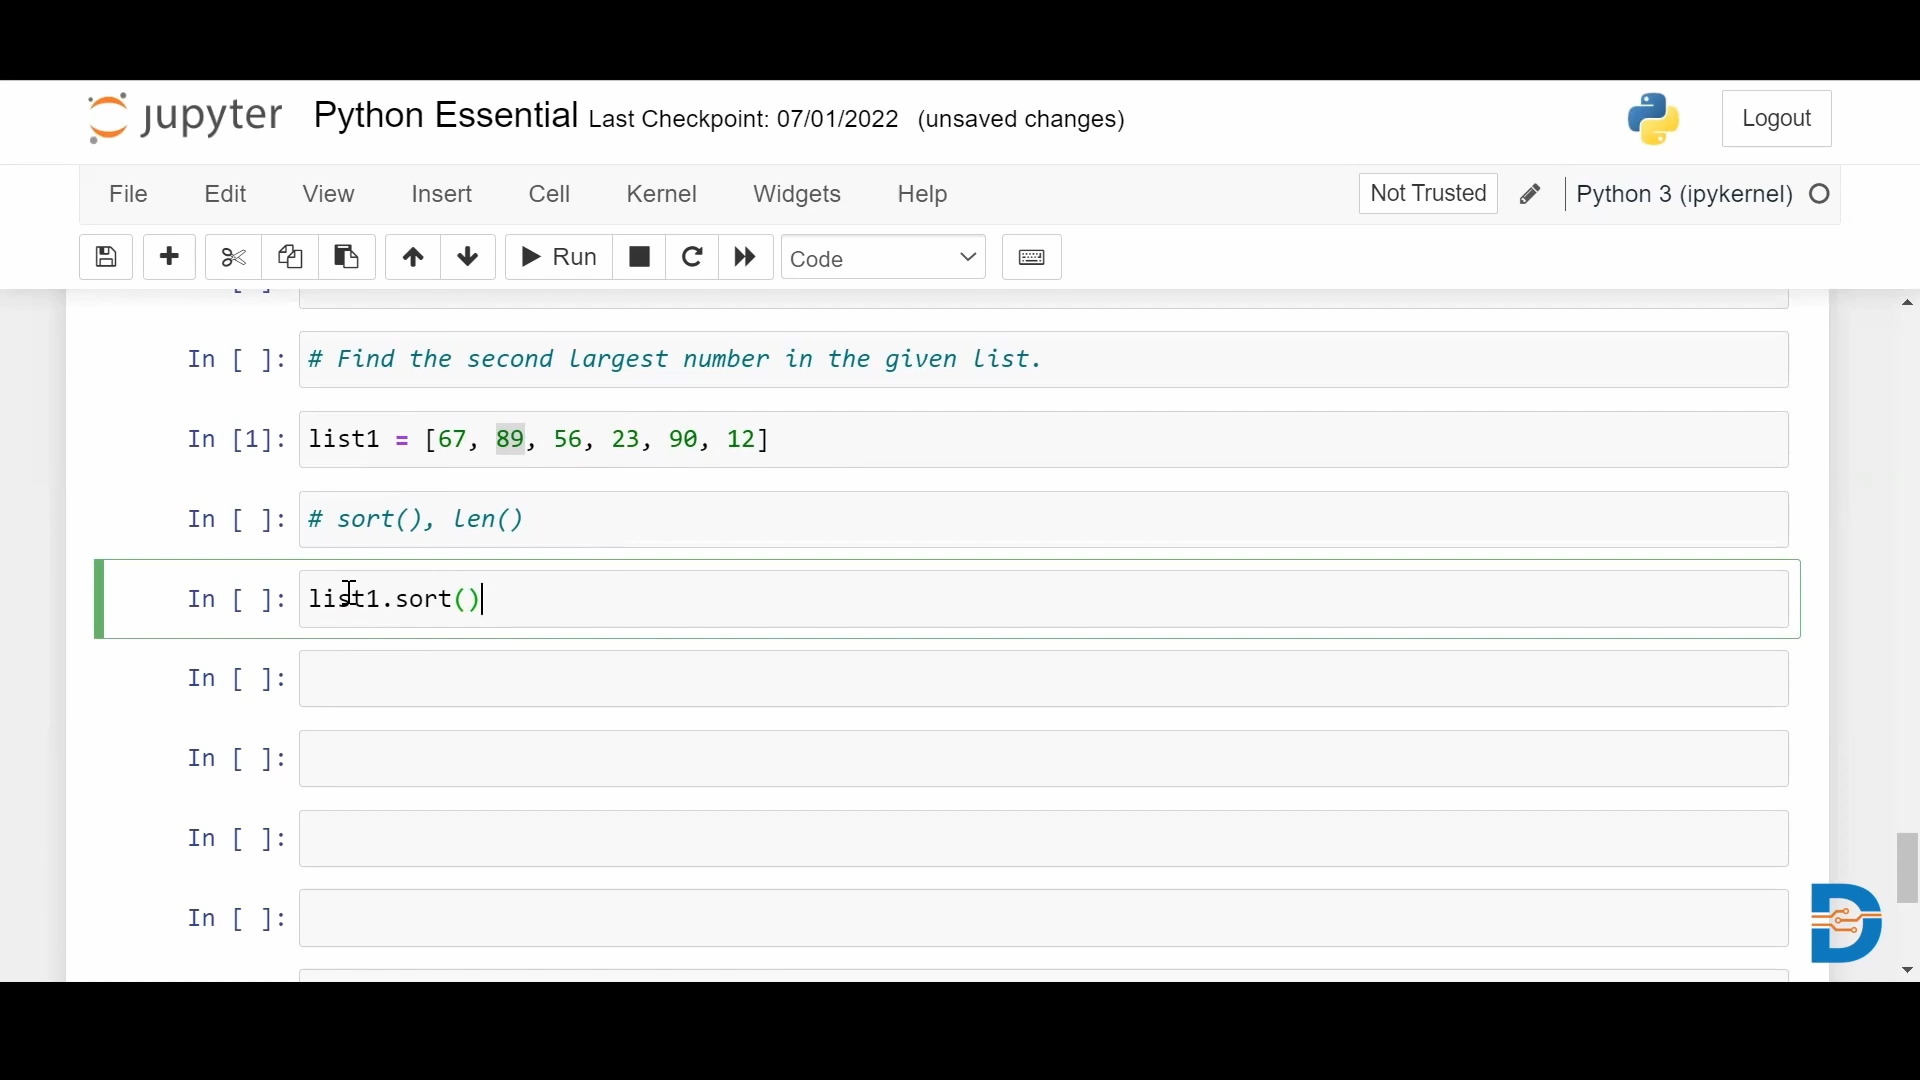 jupyter Python Essential Last Checkpoint: 07/01/2022 (unsaved changes) Logout
File Edit View Insert Cell Kernel Widgets Help Not Trusted Python 3 (ipykernel)
Run Code
In [ ]: # Find the second largest number in the given list.
In [1]: list1 = [67, 89, 56, 23, 90, 12]
In [ ]: # sort(), len()
In [ ]: list1.sort()
In [ ]:
In [ ]:
In [ ]:
In [ ]: